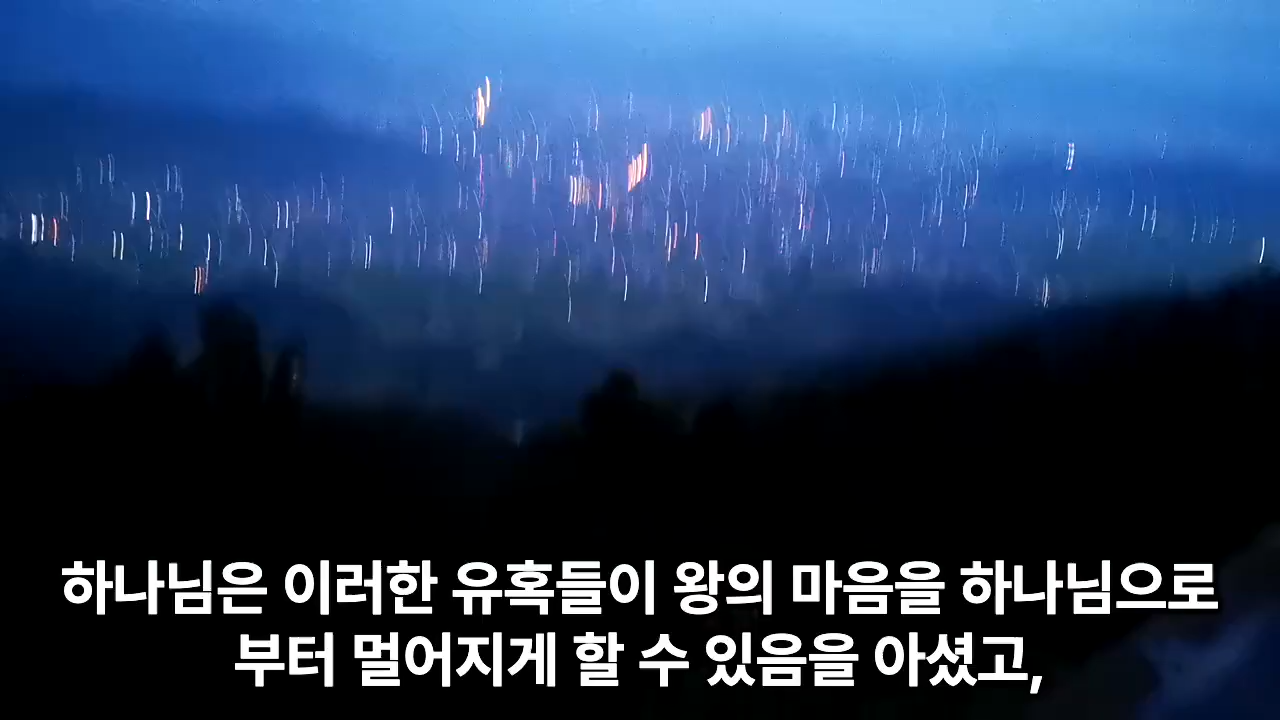 하나님은 이러한 유혹들이 왕의 마음을 하나님으로
부터 멀어지게 할 수 있음을 아셨고,